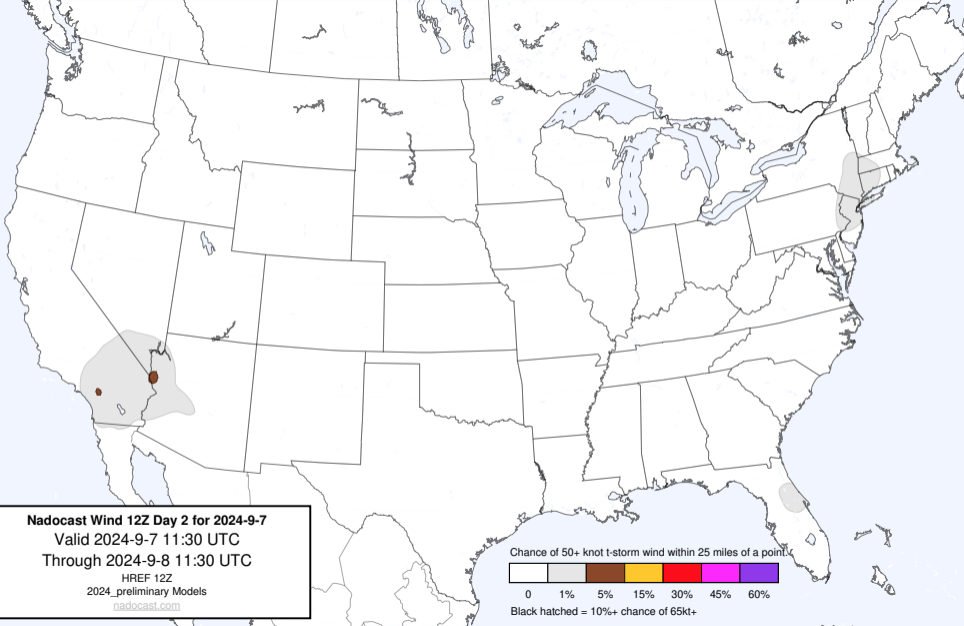 Nadocast Wind 12Z Day 2 for 2024-9-7
Valid 2024-9-7 11:30 UTC
Through 2024-9-8 11:30 UTC
HREF 12Z
2024_preliminary Models
nadocast.com
Chance of 50+ knot t-storm wind within 25 miles of a point.
0 1% 5% 15% 30% 45% 60%
Black hatched = 10%+ chance of 65kt+